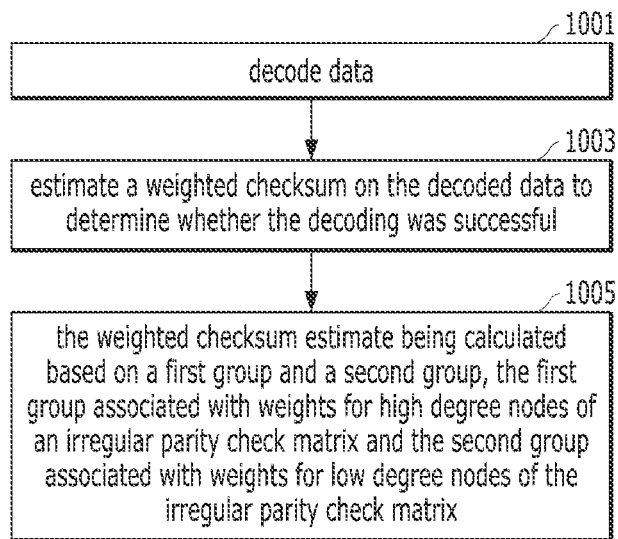 1001
decode data
1003
estimate a weighted checksum on the decoded data to
determine whether the decoding was successful
1005
the weighted checksum estimate being calculated
based on a first group and a second group, the first
group associated with weights for high degree nodes of
an irregular parity check matrix and the second group
associated with weights for low degree nodes of the
irregular parity check matrix